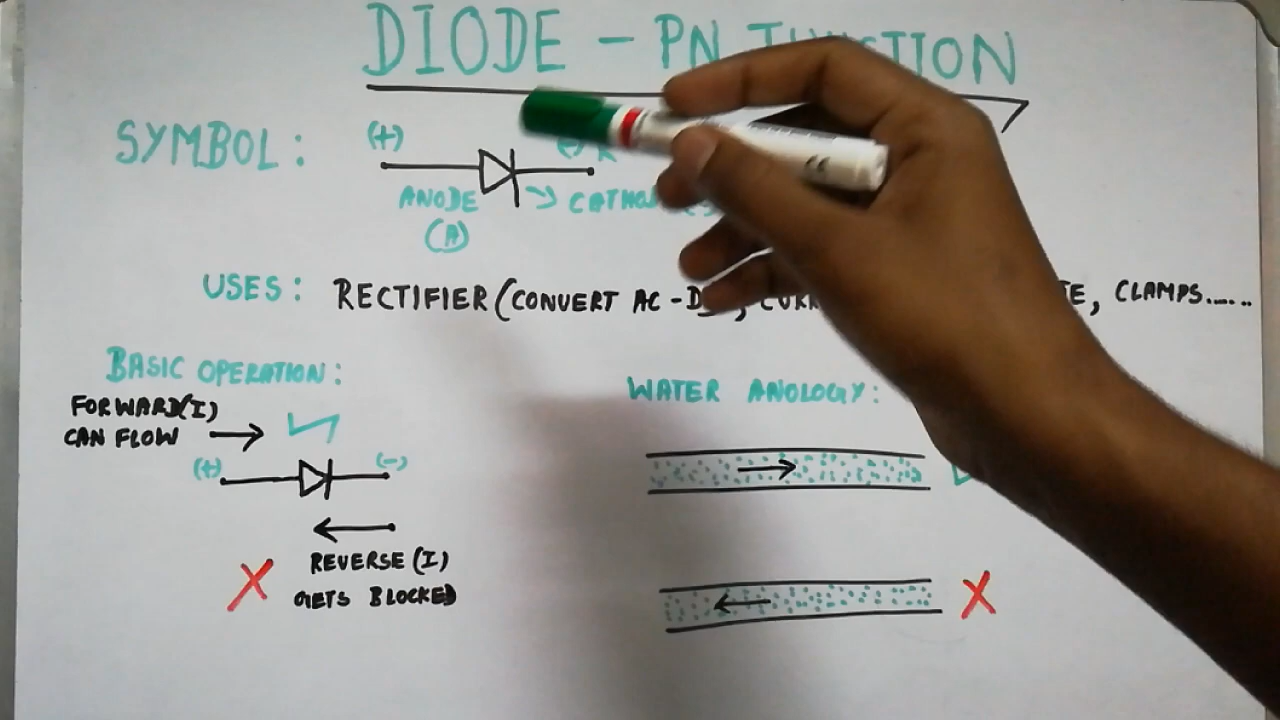 DIODE - PN
SYMBOL:
(+)
ANODE
(A)
USES: RECTIFIER (CONVERT AC -
, CLAMPS......
BASIC OPERATION:
FORWARD(I)
CAN FLOW
(+)
(-)
REVERSE (I)
GETS BLOCKED
X
WATER ANOLOGY:
X